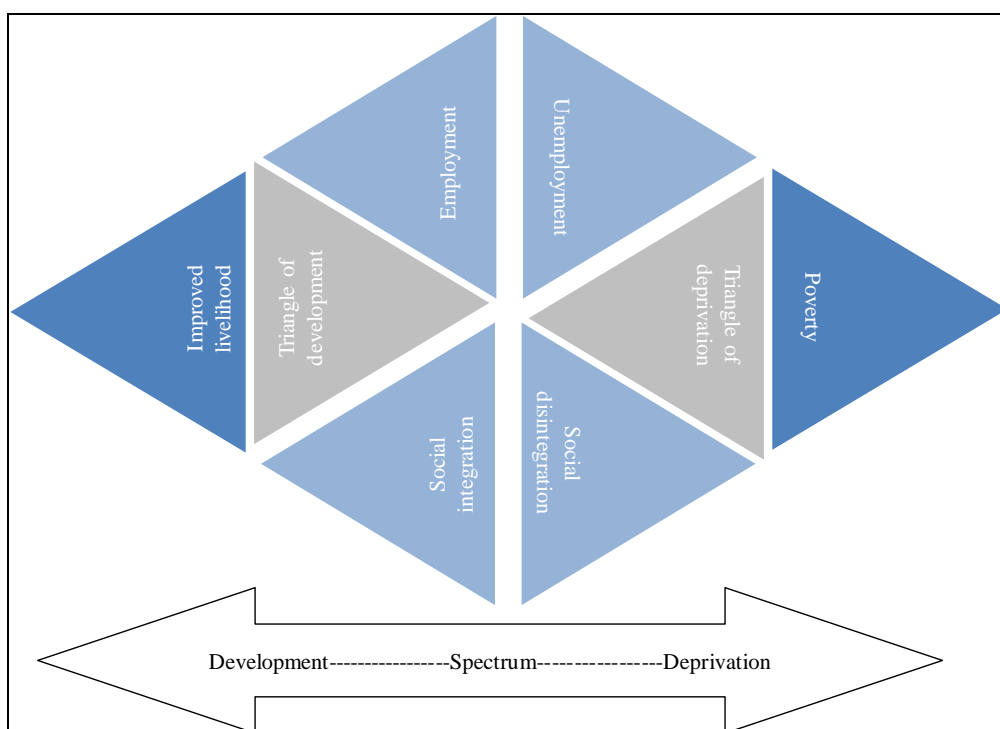 Employment
Unemployment
Improved
livelihood
Triangle of
development
Triangle of
deprivation
Poverty
Social
integration
Social
disintegration
Development-----------------Spectrum------------------Deprivation